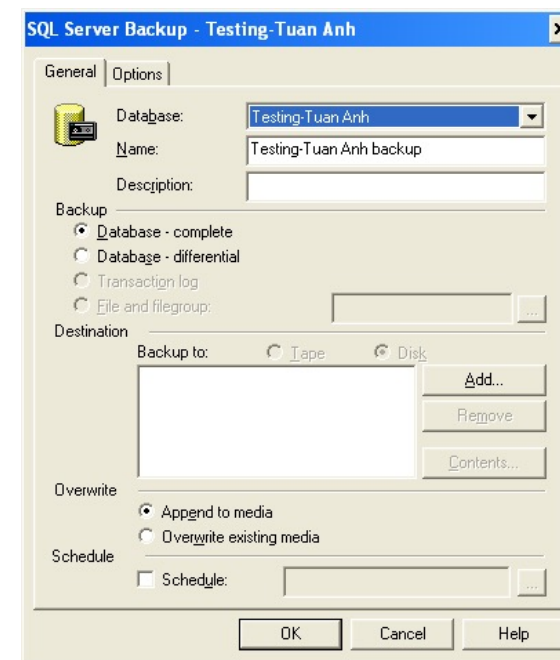 SQL Server Backup - Testing-Tuan Anh
General
Options
Database:
Testing-Tuan Anh
Name:
Testing-Tuan Anh backup
Description:
Backup
Database - complete
Database - differential
Transaction log
File and filegroup:
...
Destination
Backup to:
Tape
Disk
Add...
Remove
Contents...
Overwrite
Append to media
Overwrite existing media
Schedule
Schedule:
...
OK
Cancel
Help